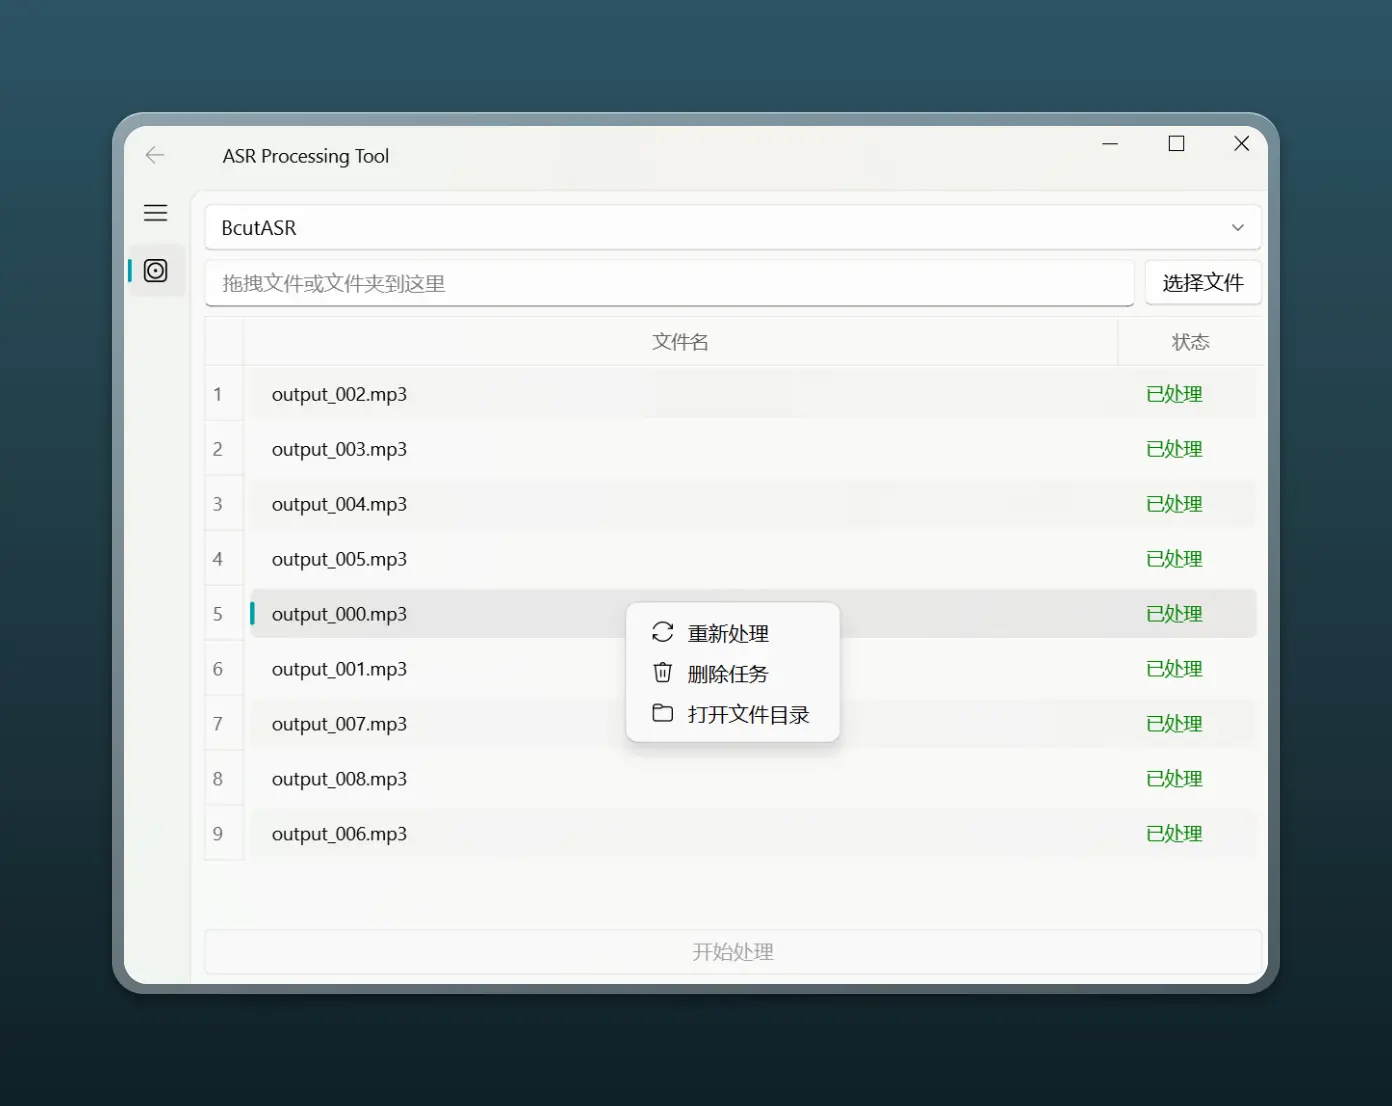 ASR Processing Tool
BcutASR
拖拽文件或文件夹到这里
选择文件
文件名 状态
1 output_002.mp3 已处理
2 output_003.mp3 已处理
3 output_004.mp3 已处理
4 output_005.mp3 已处理
5 output_000.mp3 已处理
6 output_001.mp3 已处理
7 output_007.mp3 已处理
8 output_008.mp3 已处理
9 output_006.mp3 已处理
重新处理
删除任务
打开文件目录
开始处理